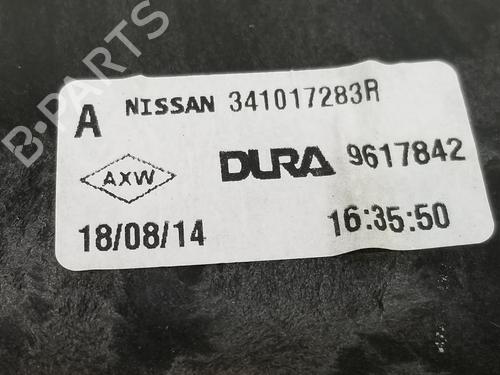 B-PARTS
A NISSAN 341017283R
AXW DURA 9617842
18/08/14 16:35:50